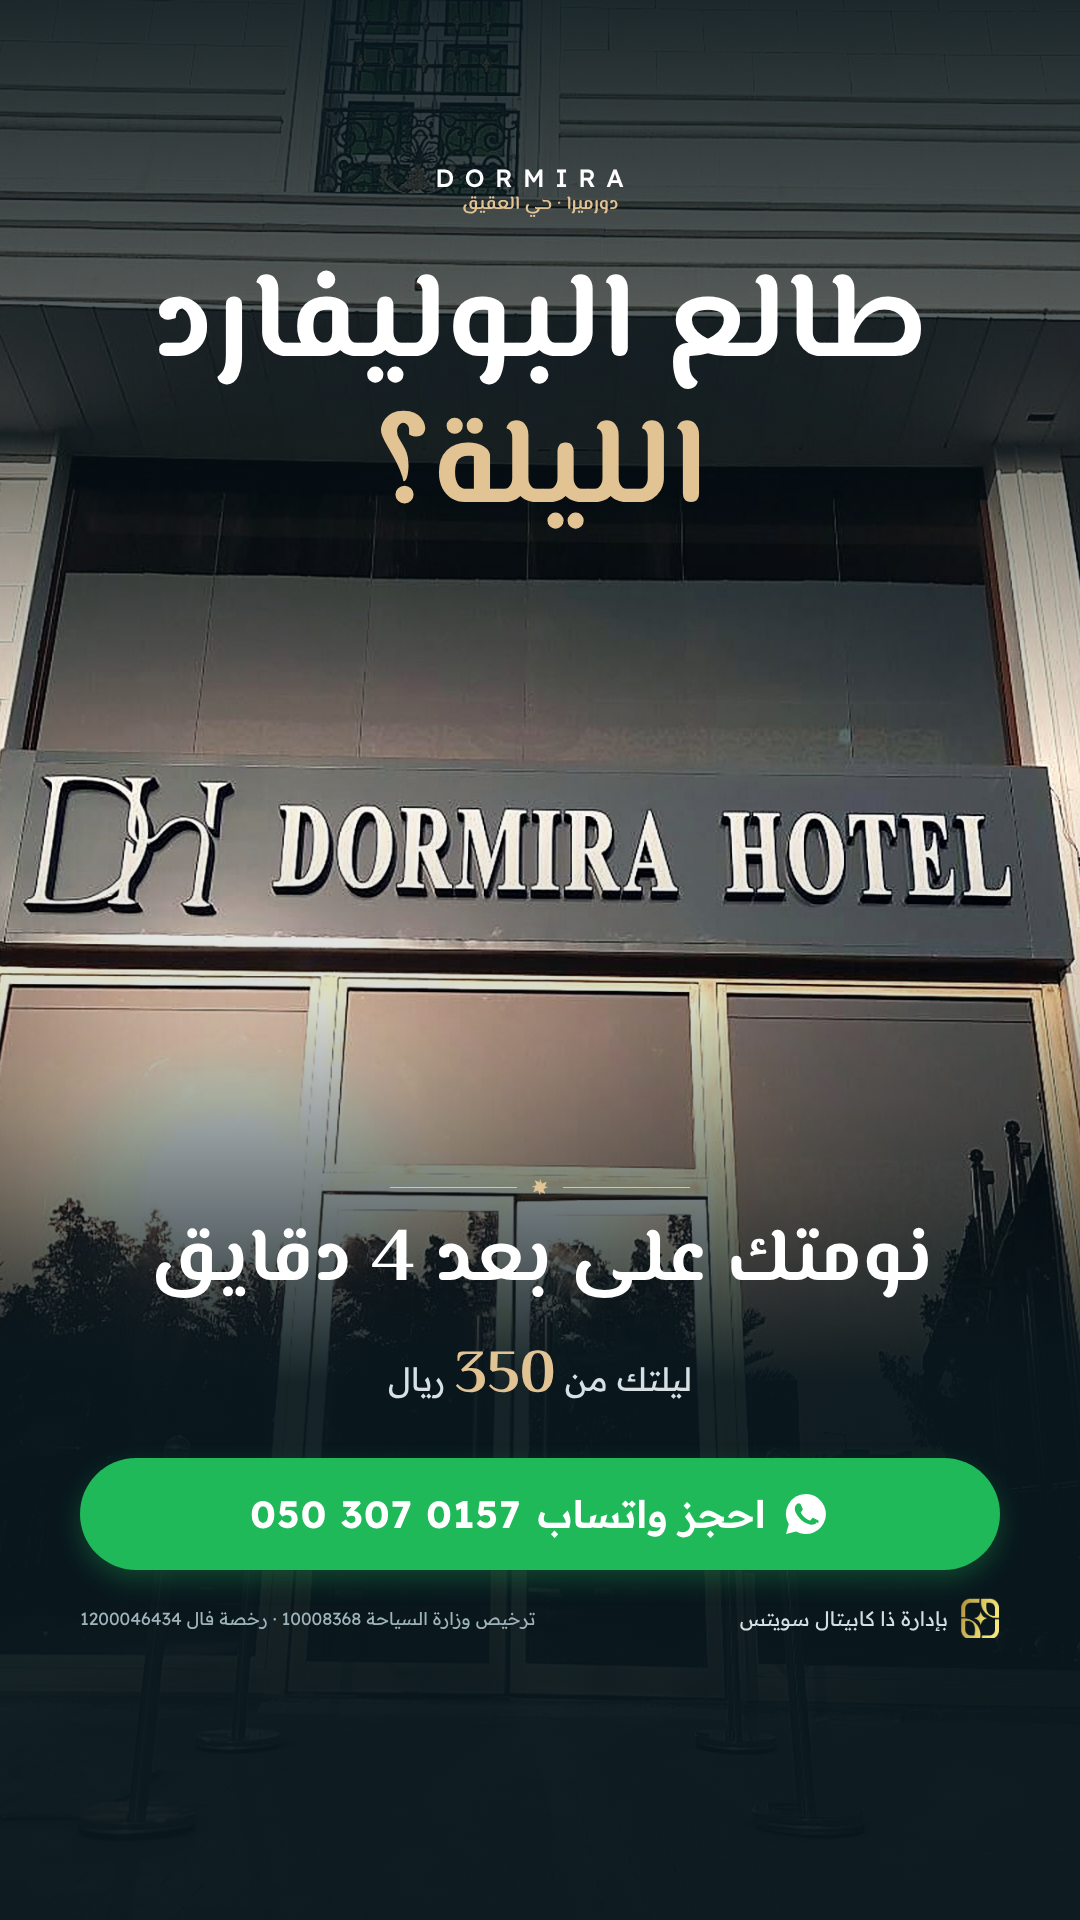 DORMIRA
دورميرا · حي العقيق
طالع البوليفارد
الليلة؟
DH DORMIRA HOTEL
نومتك على بعد 4 دقايق
ليلتك من 350 ريال
احجز واتساب 050 307 0157
بإدارة ذا كابيتال سويتس
ترخيص وزارة السياحة 10008368 · رخصة فال 1200046434